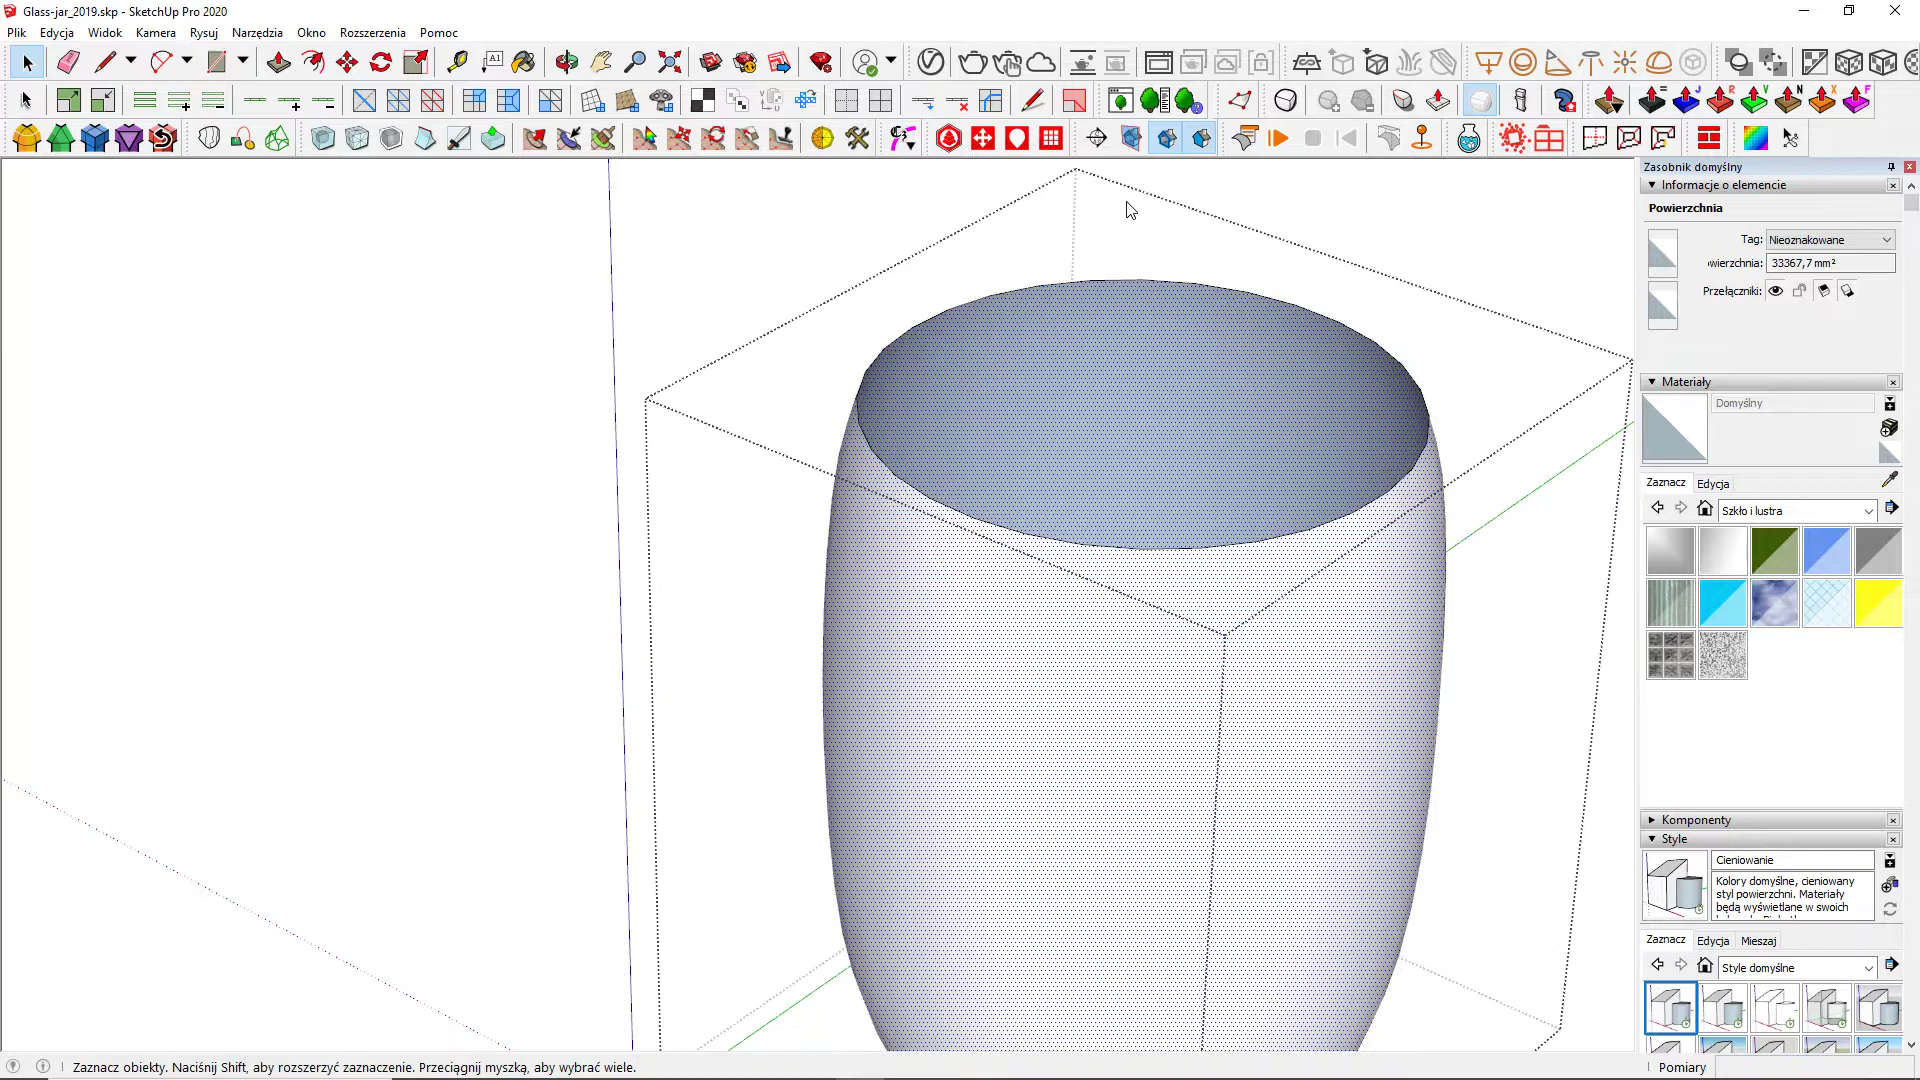 Glass-jar_2019.skp - SketchUp Pro 2020
Plik Edycja Widok Kamera Rysuj Narzędzia Okno Rozszerzenia Pomoc
A1
= J R V N X F
Zasobnik domyślny
Informacje o elemencie
Powierzchnia
Tag: Nieoznakowane
wierzchnia: 33367,7 mm²
Przełączniki:
Materiały
Domyślny
Zaznacz Edycja
Szkło i lustra
Komponenty
Style
Cieniowanie
Kolory domyślne, cieniowany
styl powierzchni. Materiały
będą wyświetlane w swoich
Zaznacz Edycja Mieszaj
Style domyślne
Zaznacz obiekty. Naciśnij Shift, aby rozszerzyć zaznaczenie. Przeciągnij myszką, aby wybrać wiele.
Pomiary